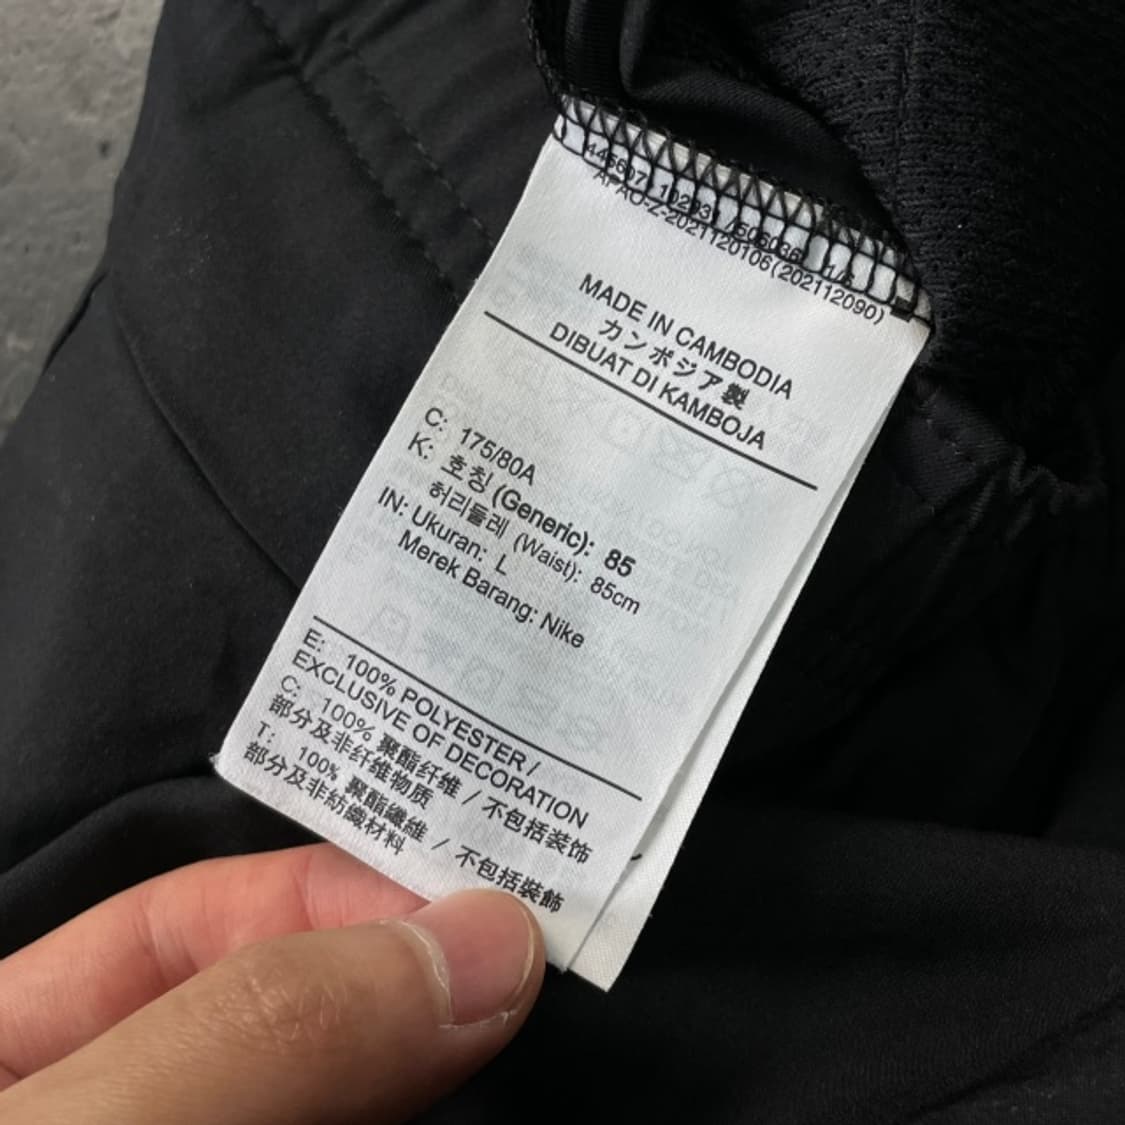 APAO-Z-2021120106(202112090)
MADE IN CAMBODIA
カンボジア製
DIBUAT DI KAMBOJA
C: 175/80A
K: 호칭 (Generic): 85
허리둘레 (Waist): 85cm
IN: Ukuran: L
Merek Barang: Nike
E: 100% POLYESTER /
EXCLUSIVE OF DECORATION
C: 100% 聚酯纤维 / 不包括装饰
部分及非纤维物质
T: 100% 聚酯纖維 / 不包括裝飾
部分及非紡織材料